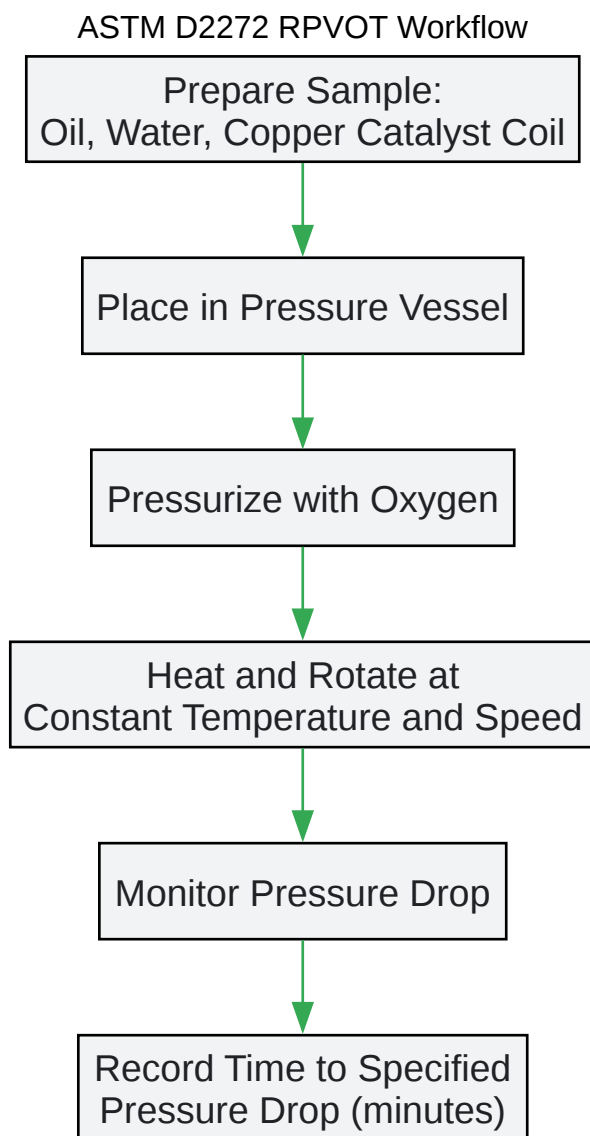 ASTM D2272 RPVOT Workflow
Prepare Sample:
Oil, Water, Copper Catalyst Coil
Place in Pressure Vessel
Pressurize with Oxygen
Heat and Rotate at
Constant Temperature and Speed
Monitor Pressure Drop
Record Time to Specified
Pressure Drop (minutes)